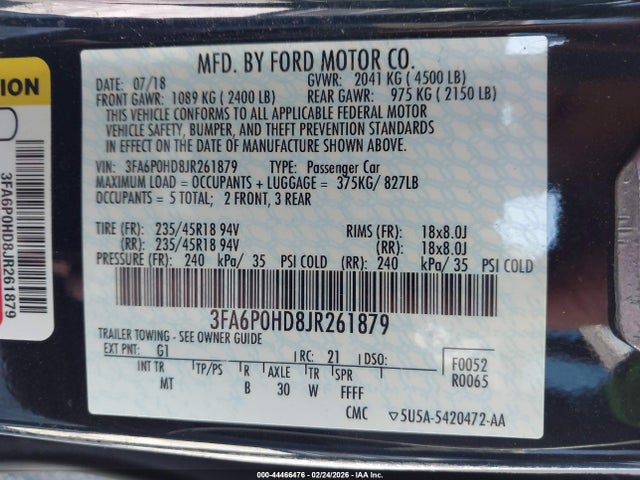 MFD. BY FORD MOTOR CO.
DATE: 07/18 GVWR: 2041 KG ( 4500 LB)
FRONT GAWR: 1089 KG ( 2400 LB) REAR GAWR: 975 KG ( 2150 LB)
THIS VEHICLE CONFORMS TO ALL APPLICABLE FEDERAL MOTOR
VEHICLE SAFETY, BUMPER, AND THEFT PREVENTION STANDARDS
IN EFFECT ON THE DATE OF MANUFACTURE SHOWN ABOVE.
VIN: 3FA6P0HD8JR261879 TYPE: Passenger Car
MAXIMUM LOAD = OCCUPANTS + LUGGAGE = 375KG/ 827LB
OCCUPANTS = 5 TOTAL; 2 FRONT, 3 REAR
TIRE (FR): 235/45R18 94V RIMS (FR): 18x8.0J
(RR): 235/45R18 94V (RR): 18x8.0J
PRESSURE (FR): 240 kPa/ 35 PSI COLD (RR): 240 kPa/ 35 PSI COLD
3FA6P0HD8JR261879
TRAILER TOWING - SEE OWNER GUIDE
EXT PNT: G1 RC: 21 DSO: F0052
INT TR TP/PS R AXLE TR SPR R0065
MT B 30 W FFFF
CMC ▽5U5A-5420472-AA
ION
3FA6P0HD8JR261879
000-44466476 - 02/24/2026 - IAA Inc.